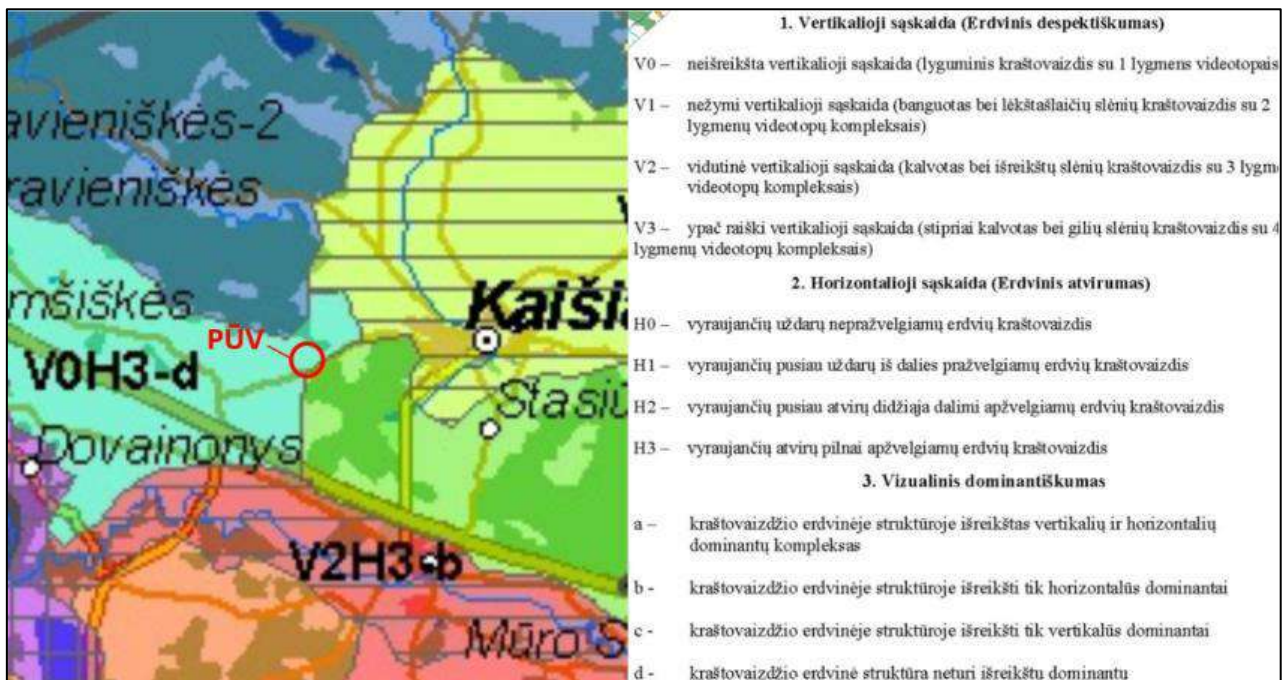 avieniškės-2
avieniškės
mšiškės
PŪV
V0H3-d
Dovainonys
Kaiši
Stasiū
V2H3-b
Mūro S
1. Vertikalioji sąskaida (Erdvinis despektiškumas)
V0 – neišreikšta vertikalioji sąskaida (lyguminis kraštovaizdis su 1 lygmens videotopais
V1 – nežymi vertikalioji sąskaida (banguotas bei lėkštašlaičių slėnių kraštovaizdis su 2
lygmenų videotopų kompleksais)
V2 – vidutinė vertikalioji sąskaida (kalvotas bei išreikštų slėnių kraštovaizdis su 3 lygm
videotopų kompleksais)
V3 – ypač raiški vertikalioji sąskaida (stipriai kalvotas bei gilių slėnių kraštovaizdis su 4
lygmenų videotopų kompleksais)
2. Horizontalioji sąskaida (Erdvinis atvirumas)
H0 – vyraujančių uždarų nepražvelgiamų erdvių kraštovaizdis
H1 – vyraujančių pusiau uždarų iš dalies pražvelgiamų erdvių kraštovaizdis
H2 – vyraujančių pusiau atvirų didžiąja dalimi apžvelgiamų erdvių kraštovaizdis
H3 – vyraujančių atvirų pilnai apžvelgiamų erdvių kraštovaizdis
3. Vizualinis dominantiškumas
a – kraštovaizdžio erdvinėje struktūroje išreikštas vertikalių ir horizontalių
dominantų kompleksas
b - kraštovaizdžio erdvinėje struktūroje išreikšti tik horizontalūs dominantai
c - kraštovaizdžio erdvinėje struktūroje išreikšti tik vertikalūs dominantai
d - kraštovaizdžio erdvinė struktūra neturi išreikštų dominantų